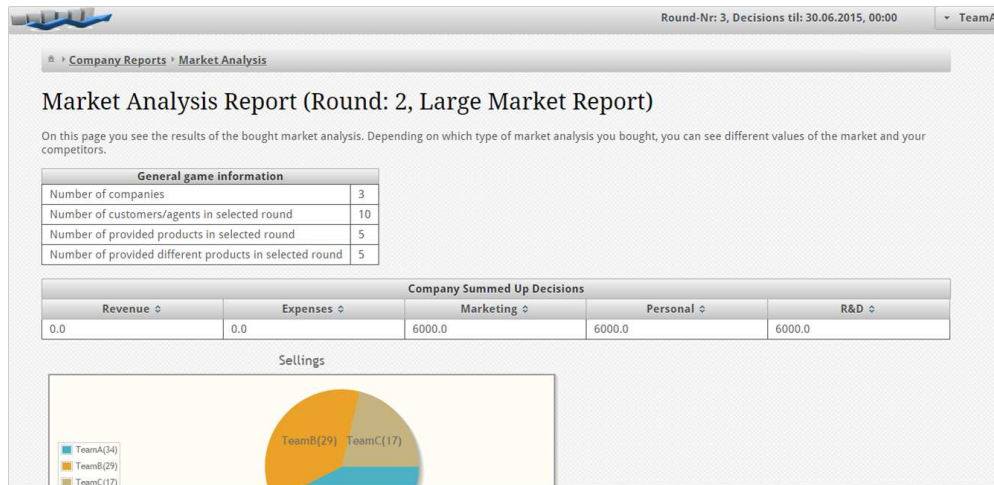 Round-Nr: 3, Decisions til: 30.06.2015, 00:00
TeamA
Company Reports Market Analysis
Market Analysis Report (Round: 2, Large Market Report)
On this page you see the results of the bought market analysis. Depending on which type of market analysis you bought, you can see different values of the market and your
competitors.
General game information
Number of companies 3
Number of customers/agents in selected round 10
Number of provided products in selected round 5
Number of provided different products in selected round 5
Company Summed Up Decisions
Revenue Expenses Marketing Personal R&D
0.0 0.0 6000.0 6000.0 6000.0
Sellings
TeamB(29) TeamC(17)
TeamA(34)
TeamB(29)
TeamC(17)